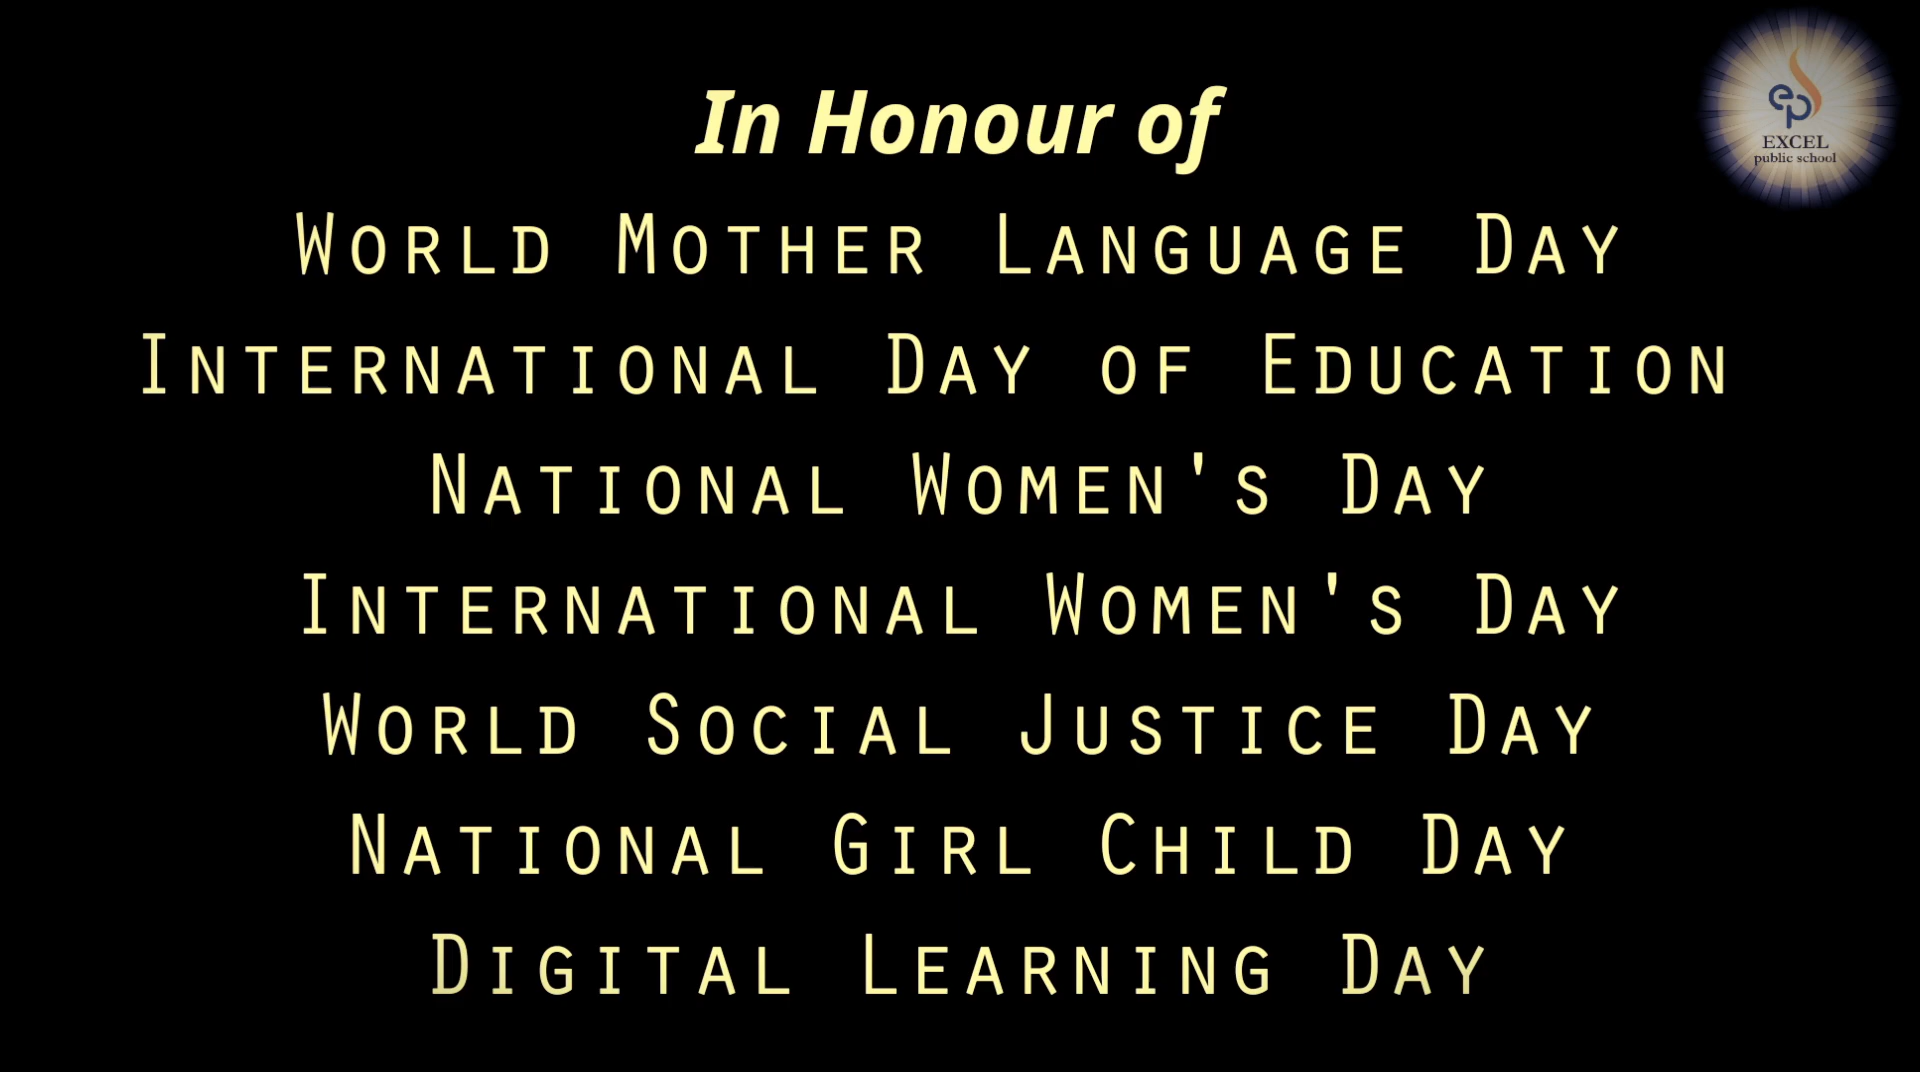 In Honour of
World Mother Language Day
International Day of Education
National Women's Day
International Women's Day
World Social Justice Day
National Girl Child Day
Digital Learning Day
ep
EXCEL
public school